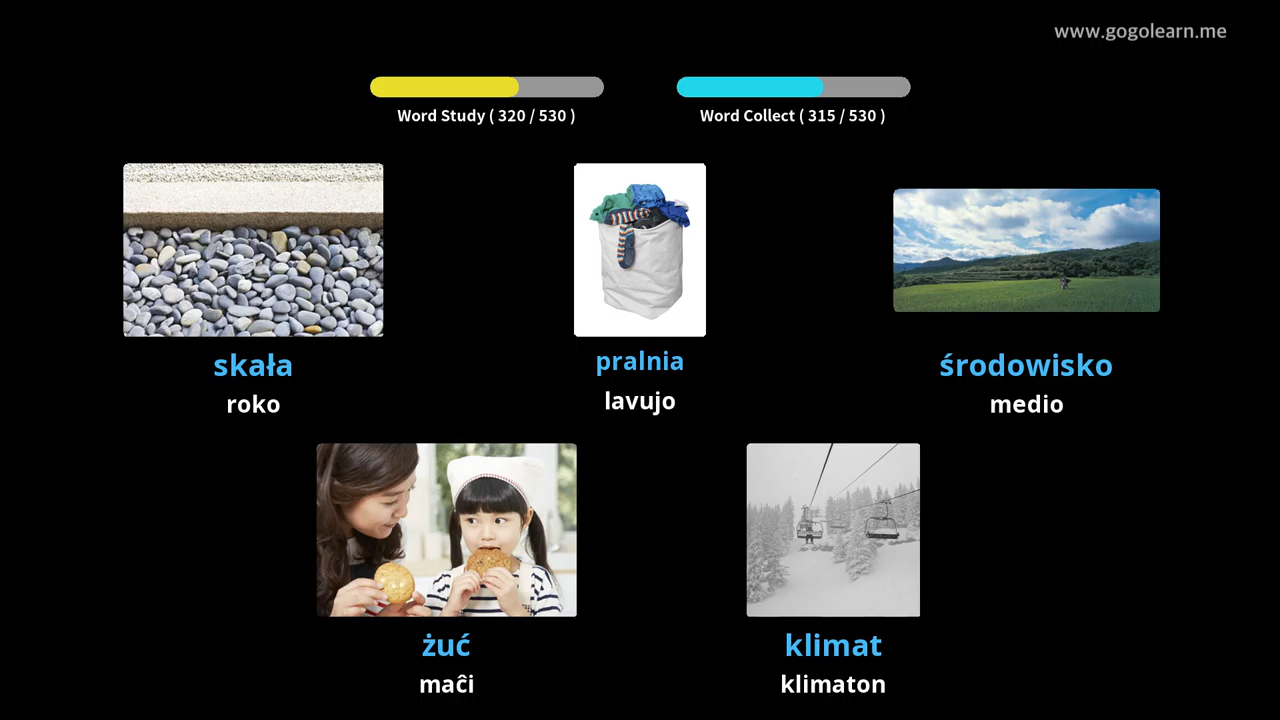 www.gogolearn.me
Word Study ( 320 / 530 )
Word Collect ( 315 / 530 )
skała
roko
pralnia
lavujo
środowisko
medio
żuć
maĉi
klimat
klimaton